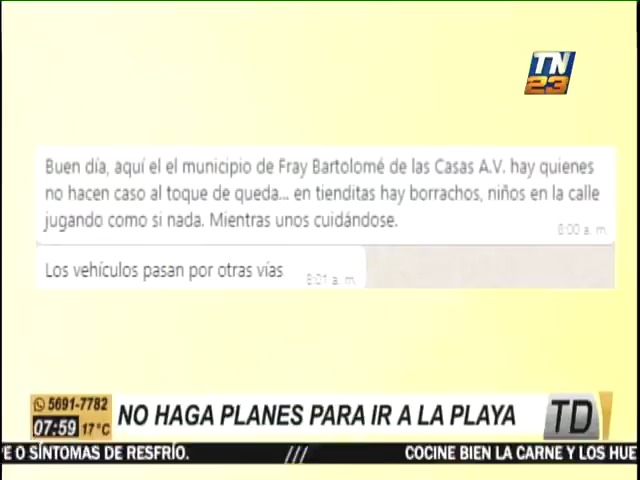 TN
23
Buen día, aquí el el municipio de Fray Bartolomé de las Casas A.V. hay quienes
no hacen caso al toque de queda... en tienditas hay borrachos, niños en la calle
jugando como si nada. Mientras unos cuidándose.
8:00 a. m.
Los vehículos pasan por otras vías
8:01 a. m.
5691-7782
07:59 17°C
NO HAGA PLANES PARA IR A LA PLAYA
TD
E O SÍNTOMAS DE RESFRÍO. /// COCINE BIEN LA CARNE Y LOS HUE